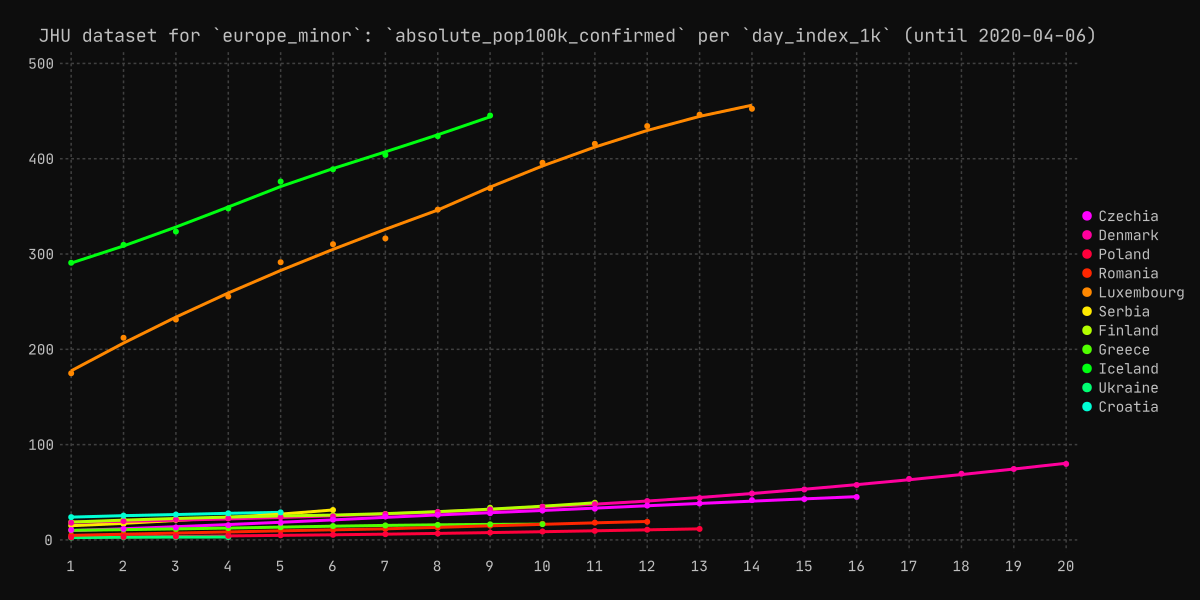 JHU dataset for `europe_minor`: `absolute_pop100k_confirmed` per `day_index_1k` (until 2020-04-06)
500
400
300
200
100
0
1 2 3 4 5 6 7 8 9 10 11 12 13 14 15 16 17 18 19 20
Czechia
Denmark
Poland
Romania
Luxembourg
Serbia
Finland
Greece
Iceland
Ukraine
Croatia